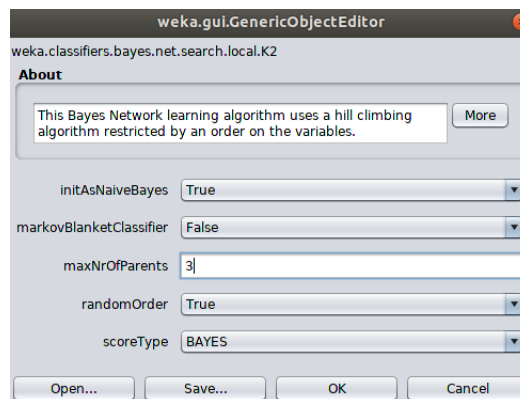 weka.gui.GenericObjectEditor
weka.classifiers.bayes.net.search.local.K2
About
This Bayes Network learning algorithm uses a hill climbing
algorithm restricted by an order on the variables.
More
initAsNaiveBayes True
markovBlanketClassifier False
maxNrOfParents 3
randomOrder True
scoreType BAYES
Open... Save... OK Cancel